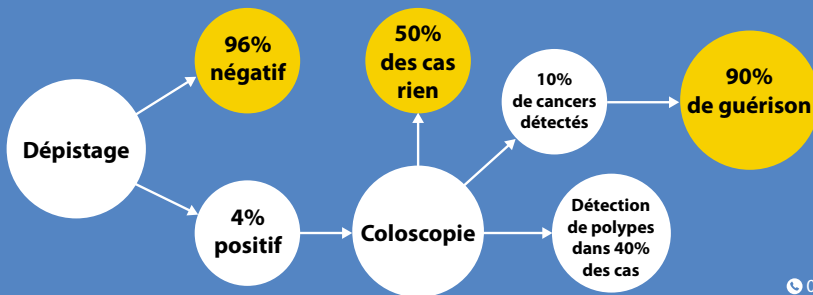 Dépistage
96%
négatif
4%
positif
50%
des cas
rien
Coloscopie
10%
de cancers
détectés
90%
de guérison
Détection
de polypes
dans 40%
des cas
0